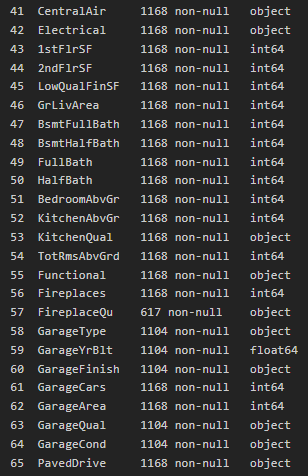 41 CentralAir 1168 non-null object
42 Electrical 1168 non-null object
43 1stFlrSF 1168 non-null int64
44 2ndFlrSF 1168 non-null int64
45 LowQualFinSF 1168 non-null int64
46 GrLivArea 1168 non-null int64
47 BsmtFullBath 1168 non-null int64
48 BsmtHalfBath 1168 non-null int64
49 FullBath 1168 non-null int64
50 HalfBath 1168 non-null int64
51 BedroomAbvGr 1168 non-null int64
52 KitchenAbvGr 1168 non-null int64
53 KitchenQual 1168 non-null object
54 TotRmsAbvGrd 1168 non-null int64
55 Functional 1168 non-null object
56 Fireplaces 1168 non-null int64
57 FireplaceQu 617 non-null object
58 GarageType 1104 non-null object
59 GarageYrBlt 1104 non-null float64
60 GarageFinish 1104 non-null object
61 GarageCars 1168 non-null int64
62 GarageArea 1168 non-null int64
63 GarageQual 1104 non-null object
64 GarageCond 1104 non-null object
65 PavedDrive 1168 non-null object